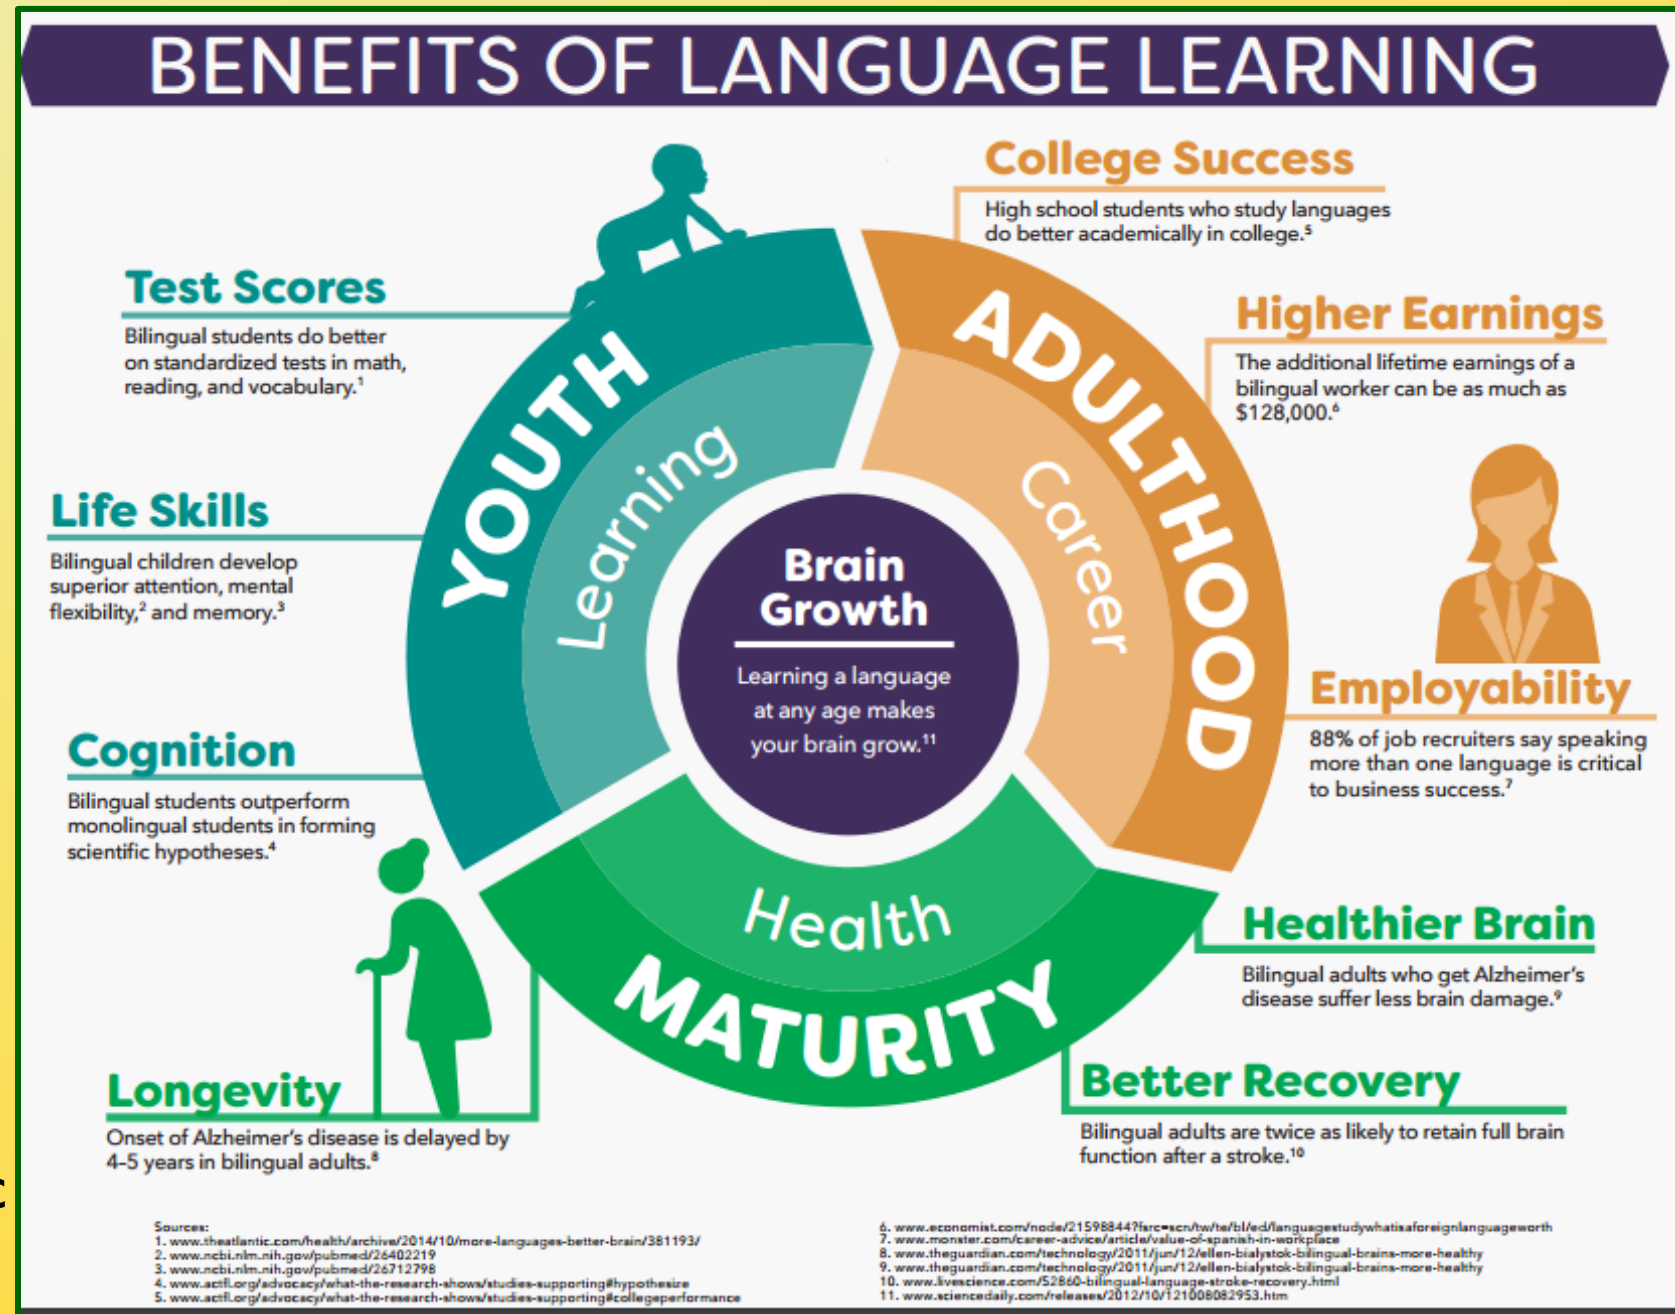 BENEFITS OF LANGUAGE LEARNING
Test Scores
Bilingual students do better
on standardized tests in math,
reading, and vocabulary.¹
Life Skills
Bilingual children develop
superior attention, mental
flexibility,² and memory.³
Cognition
Bilingual students outperform
monolingual students in forming
scientific hypotheses.⁴
YOUTH
Learning
College Success
High school students who study languages
do better academically in college.⁵
Higher Earnings
The additional lifetime earnings of a
bilingual worker can be as much as
$128,000.⁶
Employability
88% of job recruiters say speaking
more than one language is critical
to business success.⁷
ADULTHOOD
Career
Brain
Growth
Learning a language
at any age makes
your brain grow.¹¹
Health
MATURITY
Longevity
Onset of Alzheimer's disease is delayed by
4-5 years in bilingual adults.⁸
Healthier Brain
Bilingual adults who get Alzheimer's
disease suffer less brain damage.⁹
Better Recovery
Bilingual adults are twice as likely to retain full brain
function after a stroke.¹⁰
Sources:
1. www.theatlantic.com/health/archive/2014/10/more-languages-better-brain/381193/
2. www.ncbi.nlm.nih.gov/pubmed/26402219
3. www.ncbi.nlm.nih.gov/pubmed/26712798
4. www.actfl.org/advocacy/what-the-research-shows/studies-supporting#hypothesize
5. www.actfl.org/advocacy/what-the-research-shows/studies-supporting#collegeperformance
6. www.economist.com/node/21598844?fsrc=scn/tw/te/bl/ed/languagestudywhatisaforeignlanguageworth
7. www.monster.com/career-advice/article/value-of-spanish-in-workplace
8. www.theguardian.com/technology/2011/jun/12/ellen-bialystok-bilingual-brains-more-healthy
9. www.theguardian.com/technology/2011/jun/12/ellen-bialystok-bilingual-brains-more-healthy
10. www.livescience.com/52860-bilingual-language-stroke-recovery.html
11. www.sciencedaily.com/releases/2012/10/121008082953.htm